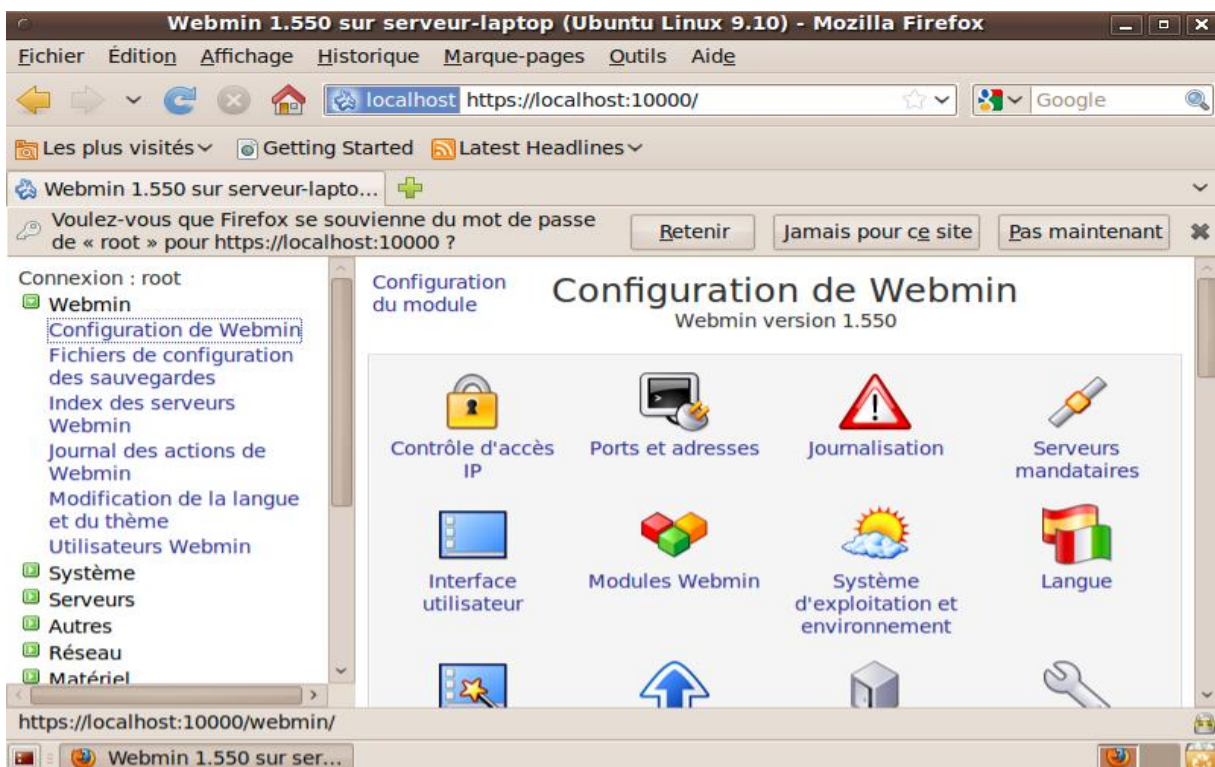 Webmin 1.550 sur serveur-laptop (Ubuntu Linux 9.10) - Mozilla Firefox
Fichier Édition Affichage Historique Marque-pages Outils Aide
localhost https://localhost:10000/
Google
Les plus visités Getting Started Latest Headlines
Webmin 1.550 sur serveur-lapto...
Voulez-vous que Firefox se souvienne du mot de passe
de « root » pour https://localhost:10000 ?
Retenir Jamais pour ce site Pas maintenant
Connexion : root
Webmin
Configuration de Webmin
Fichiers de configuration
des sauvegardes
Index des serveurs
Webmin
Journal des actions de
Webmin
Modification de la langue
et du thème
Utilisateurs Webmin
Système
Serveurs
Autres
Réseau
Matériel
Configuration
du module
Configuration de Webmin
Webmin version 1.550
Contrôle d'accès
IP
Ports et adresses
Journalisation
Serveurs
mandataires
Interface
utilisateur
Modules Webmin
Système
d'exploitation et
environnement
Langue
https://localhost:10000/webmin/
Webmin 1.550 sur ser...